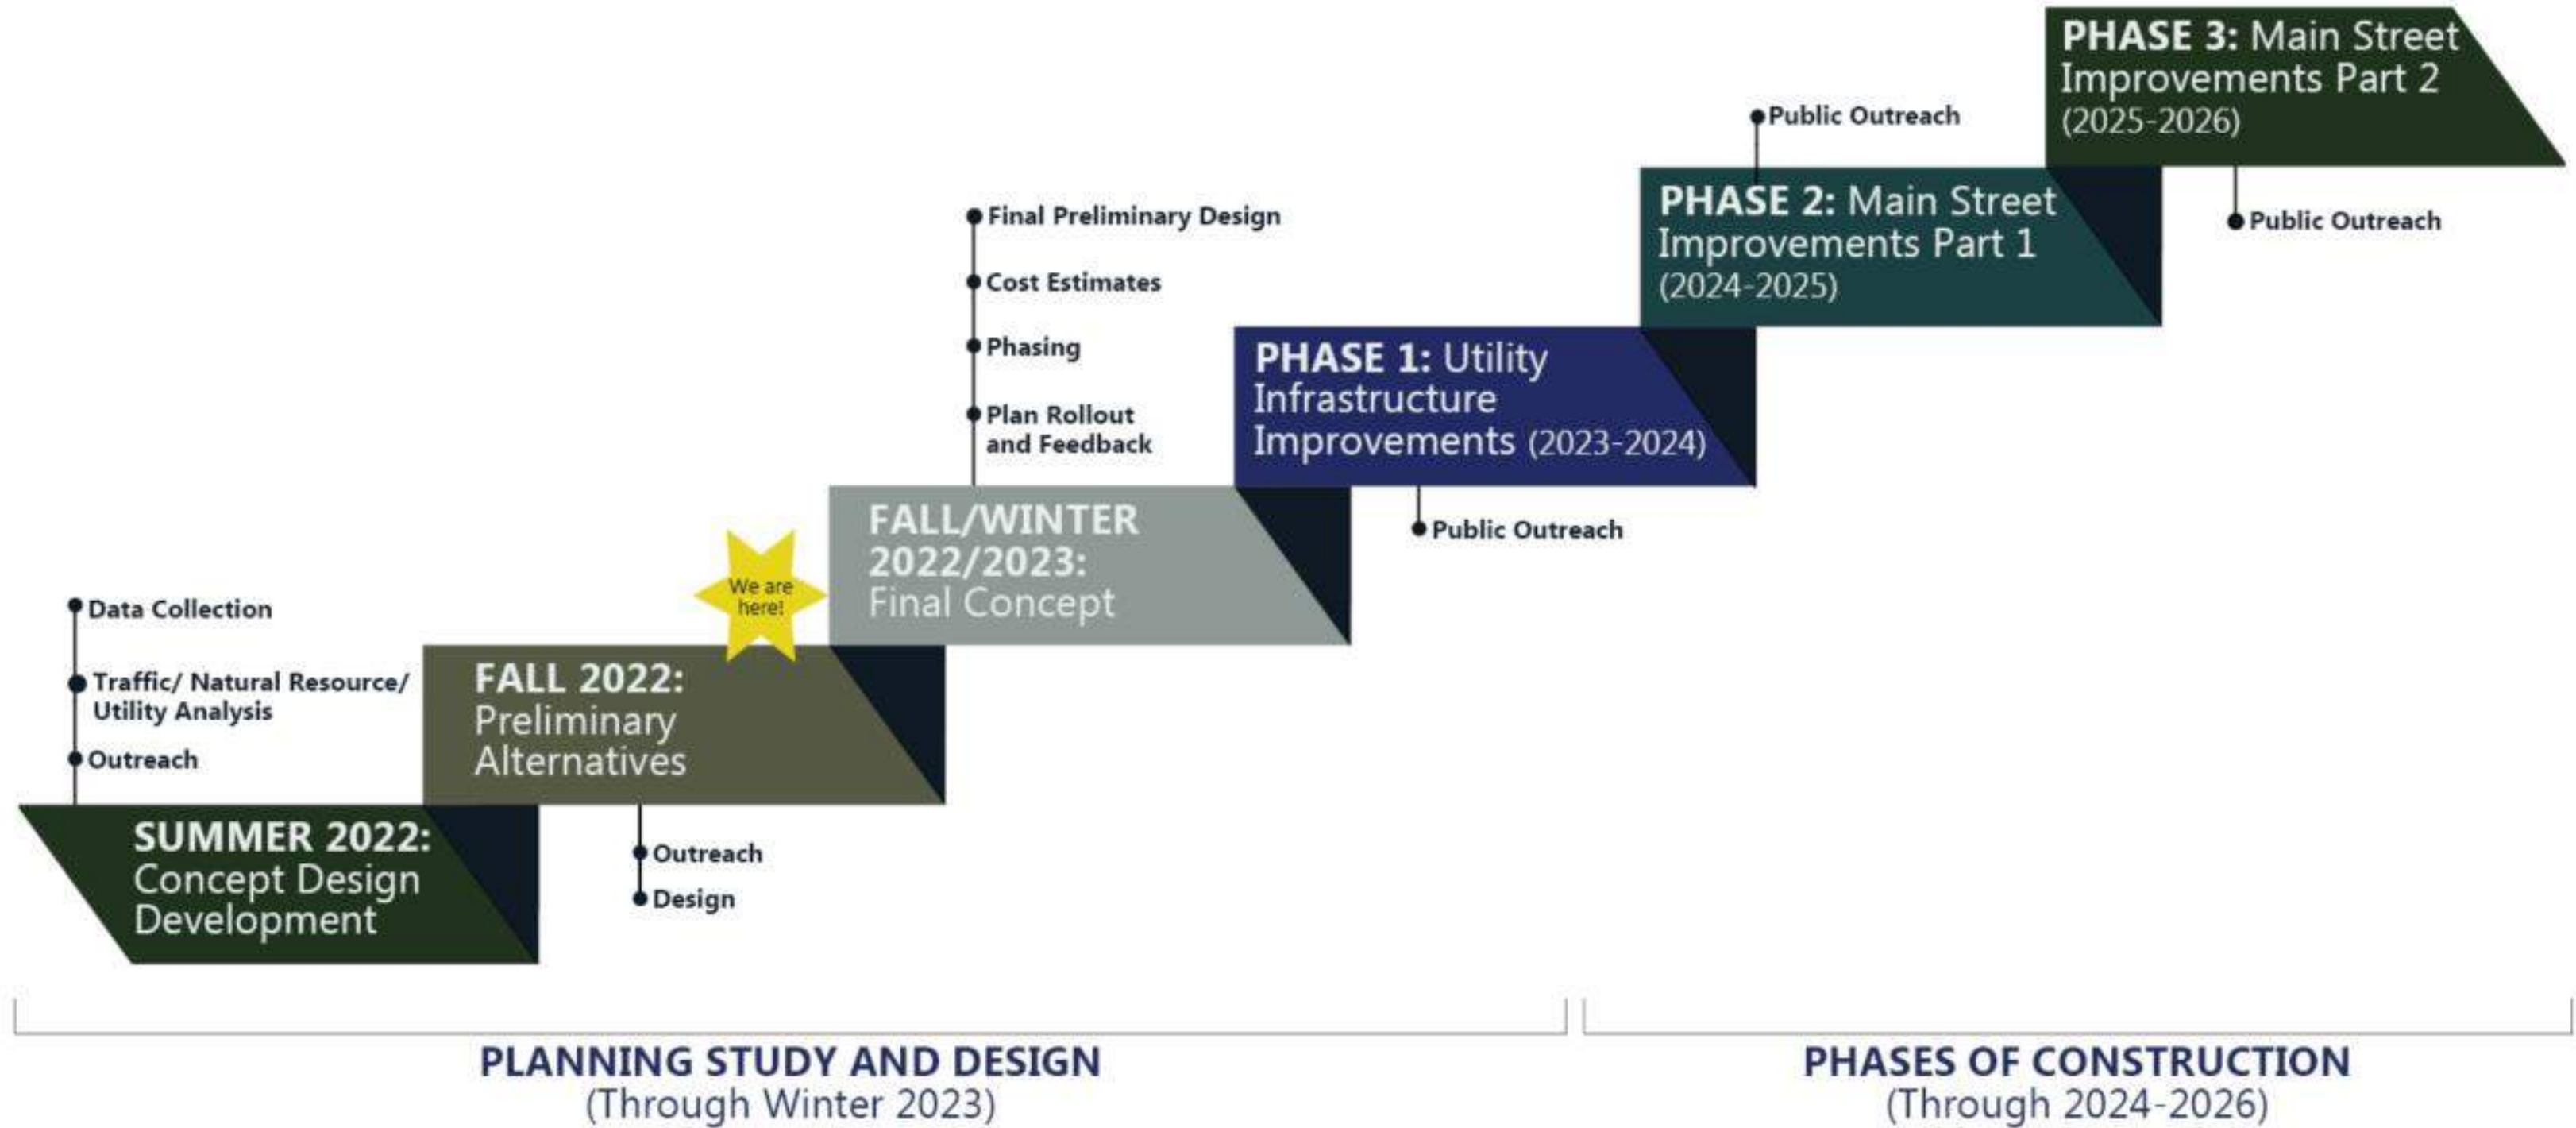 PHASE 3: Main Street
Improvements Part 2
(2025-2026)
Public Outreach
Public Outreach
PHASE 2: Main Street
Improvements Part 1
(2024-2025)
Final Preliminary Design
Cost Estimates
Phasing
Plan Rollout
and Feedback
PHASE 1: Utility
Infrastructure
Improvements (2023-2024)
Public Outreach
FALL/WINTER
2022/2023:
Final Concept
We are
here!
Data Collection
Traffic/ Natural Resource/
Utility Analysis
Outreach
FALL 2022:
Preliminary
Alternatives
Outreach
Design
SUMMER 2022:
Concept Design
Development
PLANNING STUDY AND DESIGN
(Through Winter 2023)
PHASES OF CONSTRUCTION
(Through 2024-2026)